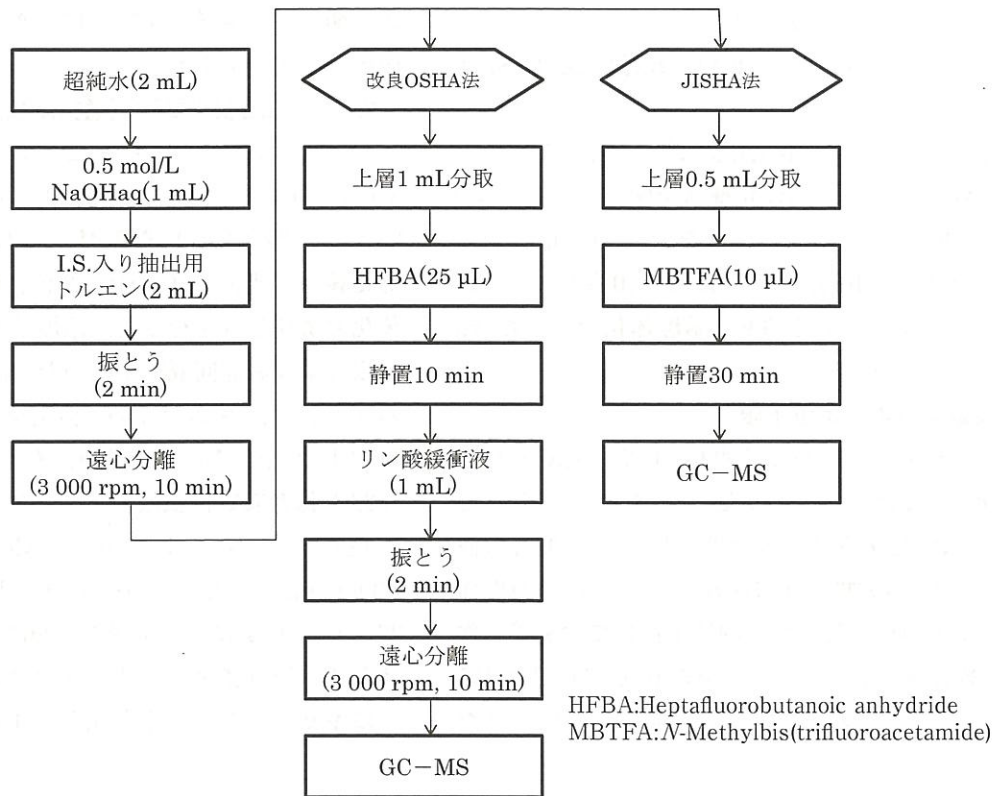 超純水(2 mL)
0.5 mol/L
NaOHaq(1 mL)
I.S.入り抽出用
トルエン(2 mL)
振とう
(2 min)
遠心分離
(3 000 rpm, 10 min)
改良OSHA法
上層1 mL分取
HFBA(25 µL)
静置10 min
リン酸緩衝液
(1 mL)
振とう
(2 min)
遠心分離
(3 000 rpm, 10 min)
GC−MS
JISHA法
上層0.5 mL分取
MBTFA(10 µL)
静置30 min
GC−MS
HFBA:Heptafluorobutanoic anhydride
MBTFA:N-Methylbis(trifluoroacetamide)